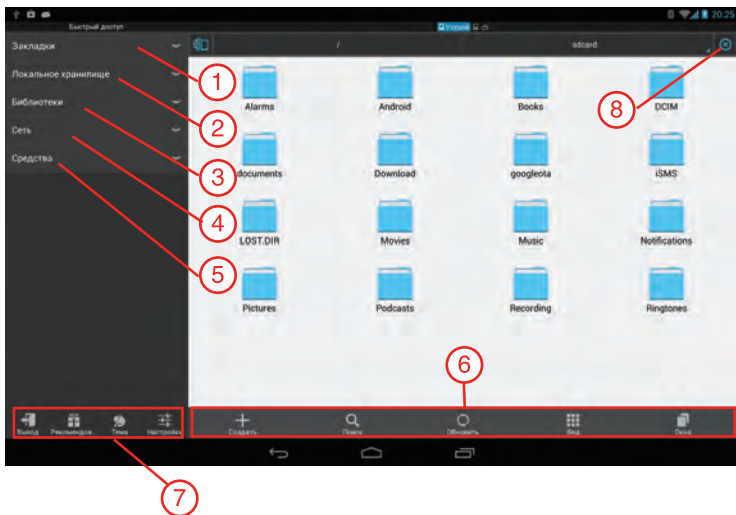 20:25
Быстрый доступ
Закладки
/
sdcard
Локальное хранилище
Библиотеки
Сеть
Средства
1
2
3
4
5
8
Alarms
Android
Books
DCIM
documents
Download
googleota
iSMS
LOST.DIR
Movies
Music
Notifications
Pictures
Podcasts
Recording
Ringtones
6
Выход
Рекомендов...
Тема
Настройки
Создать
Поиск
Обновить
Вид
Окна
7